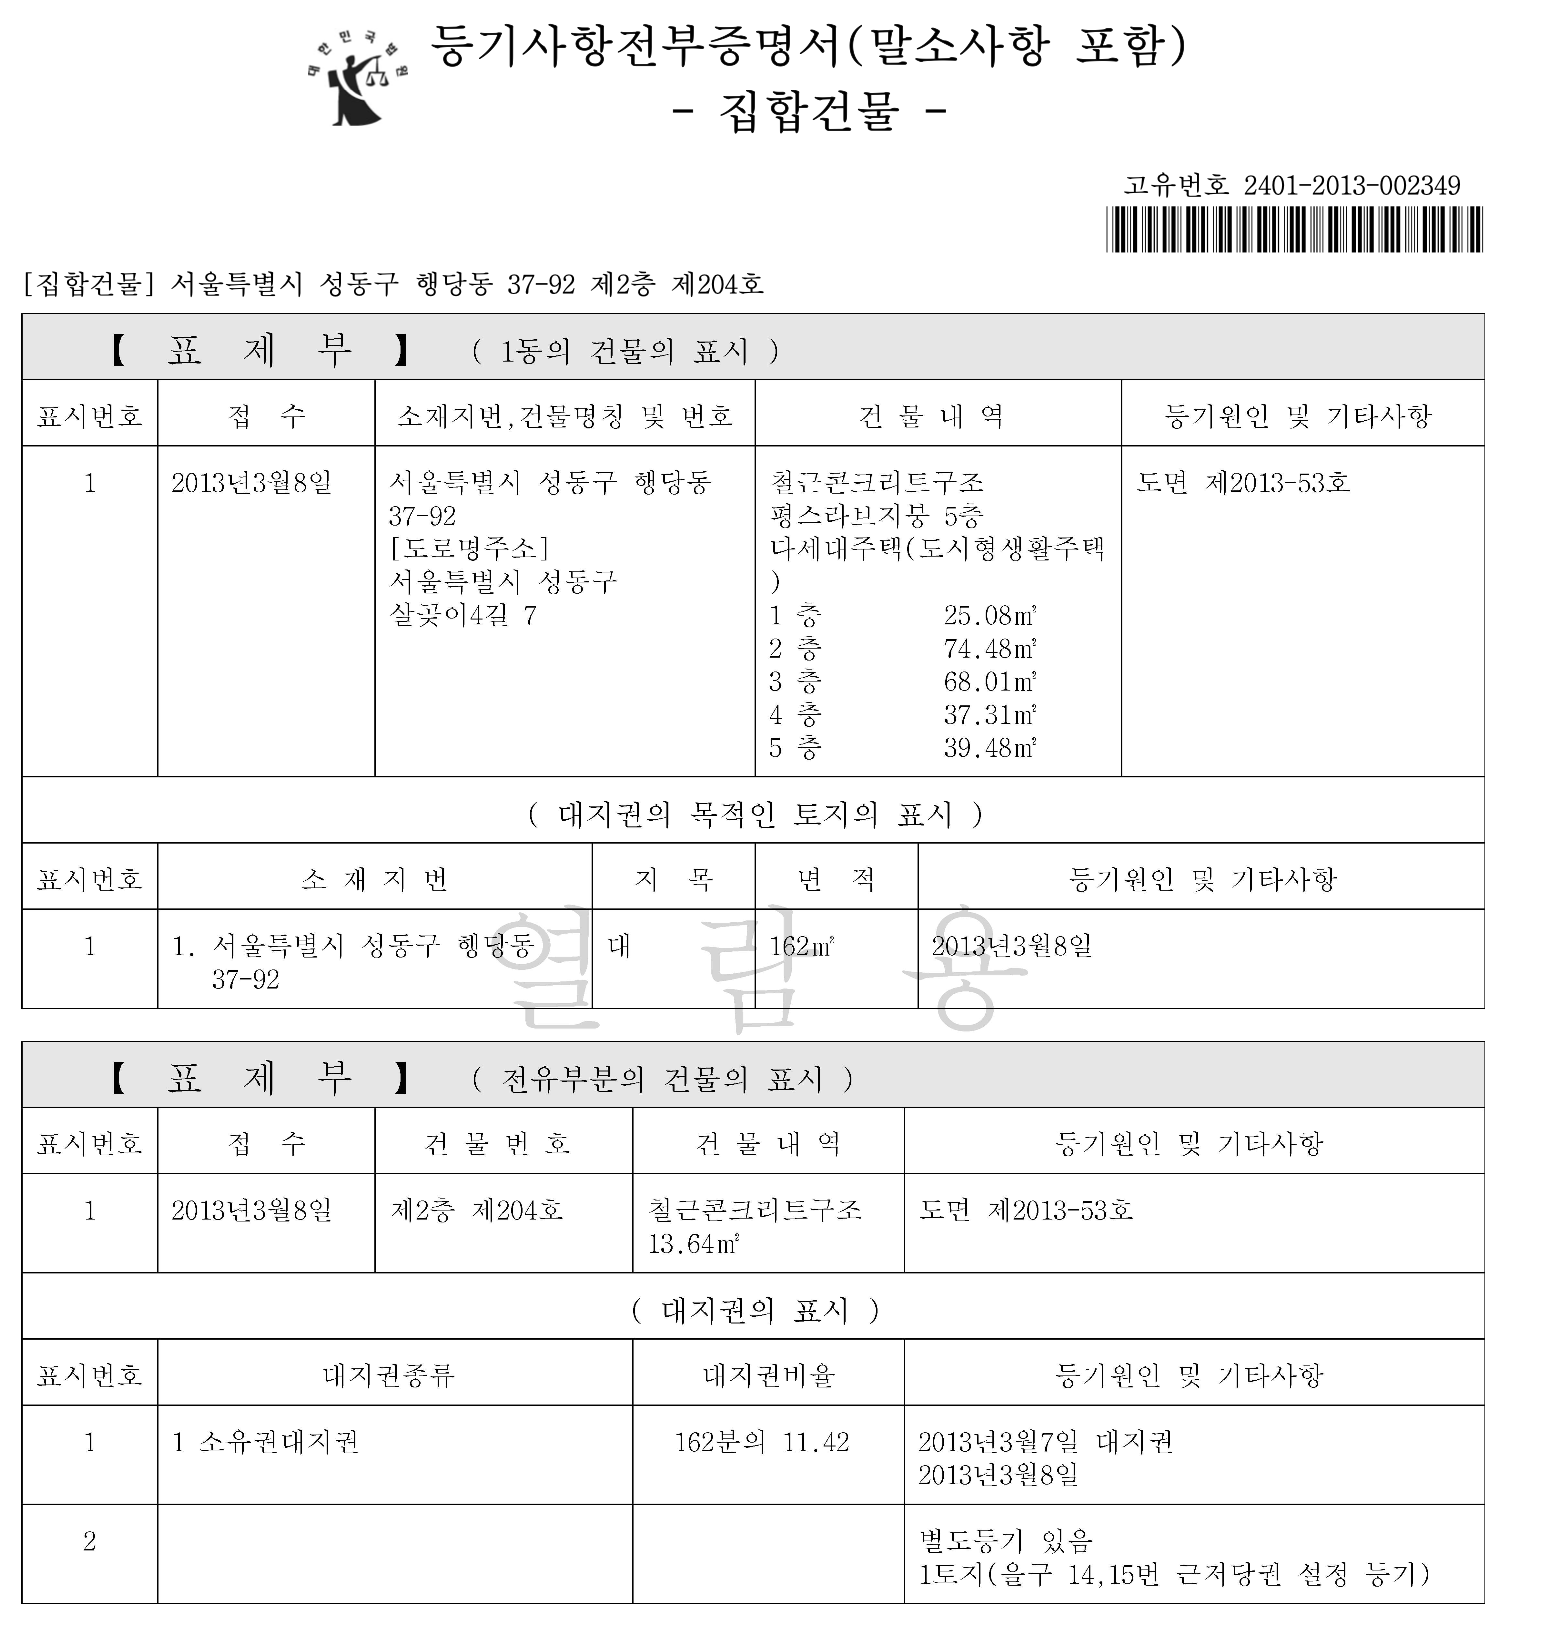 대한민국법원
등기사항전부증명서(말소사항 포함)
- 집합건물 -
고유번호 2401-2013-002349
[집합건물] 서울특별시 성동구 행당동 37-92 제2층 제204호
【 표 제 부 】 ( 1동의 건물의 표시 )
표시번호 접 수 소재지번,건물명칭 및 번호 건 물 내 역 등기원인 및 기타사항
1 2013년3월8일 서울특별시 성동구 행당동 철근콘크리트구조 도면 제2013-53호
37-92 평스라브지붕 5층
[도로명주소] 다세대주택(도시형생활주택
서울특별시 성동구 )
살곶이4길 7 1 층 25.08㎡
2 층 74.48㎡
3 층 68.01㎡
4 층 37.31㎡
5 층 39.48㎡
( 대지권의 목적인 토지의 표시 )
표시번호 소 재 지 번 지 목 면 적 등기원인 및 기타사항
1 1. 서울특별시 성동구 행당동 대 162㎡ 2013년3월8일
37-92
열 람 용
【 표 제 부 】 ( 전유부분의 건물의 표시 )
표시번호 접 수 건 물 번 호 건 물 내 역 등기원인 및 기타사항
1 2013년3월8일 제2층 제204호 철근콘크리트구조 도면 제2013-53호
13.64㎡
( 대지권의 표시 )
표시번호 대지권종류 대지권비율 등기원인 및 기타사항
1 1 소유권대지권 162분의 11.42 2013년3월7일 대지권
2013년3월8일
2 별도등기 있음
1토지(을구 14,15번 근저당권 설정 등기)